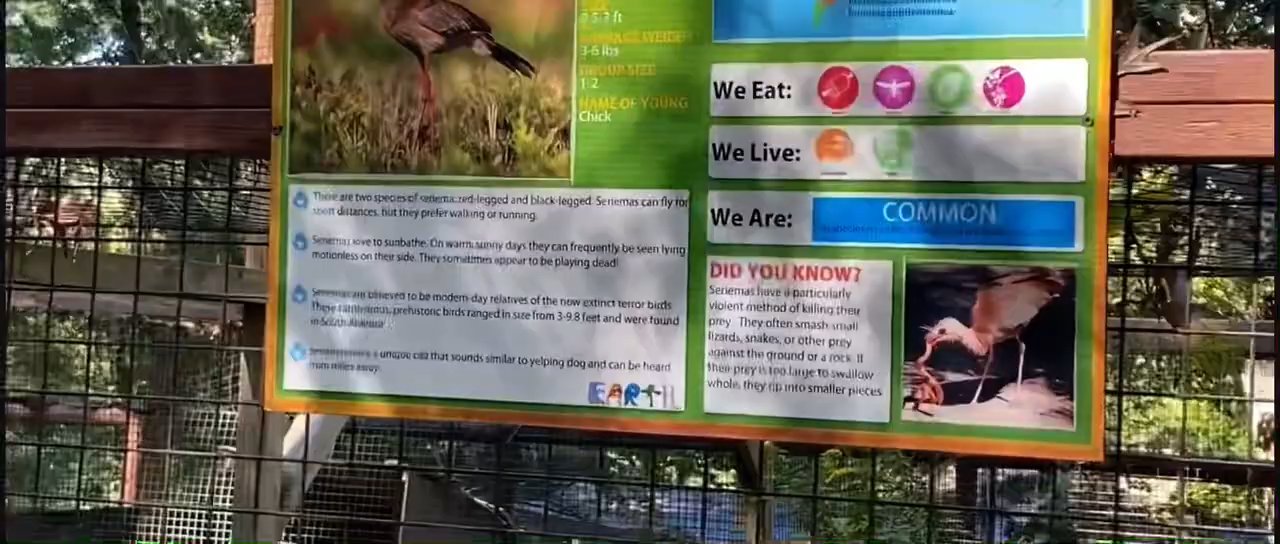 3-6 lbs
GROUP SIZE
1-2
NAME OF YOUNG
Chick
We Eat:
We Live:
We Are:
COMMON
There are two species of seriema: red-legged and black-legged. Seriemas can fly for
short distances, but they prefer walking or running.
Seriemas love to sunbathe. On warm sunny days they can frequently be seen lying
motionless on their side. They sometimes appear to be playing dead!
Seriemas are believed to be modern-day relatives of the now extinct terror birds
These prehistoric birds ranged in size from 3-9.8 feet and were found
in South America
unique call that sounds similar to yelping dog and can be heard
from miles away.
EARTH
DID YOU KNOW?
Seriemas have a particularly
violent method of killing their
prey. They often smash small
lizards, snakes, or other prey
against the ground or a rock. If
their prey is too large to swallow
whole, they rip into smaller pieces